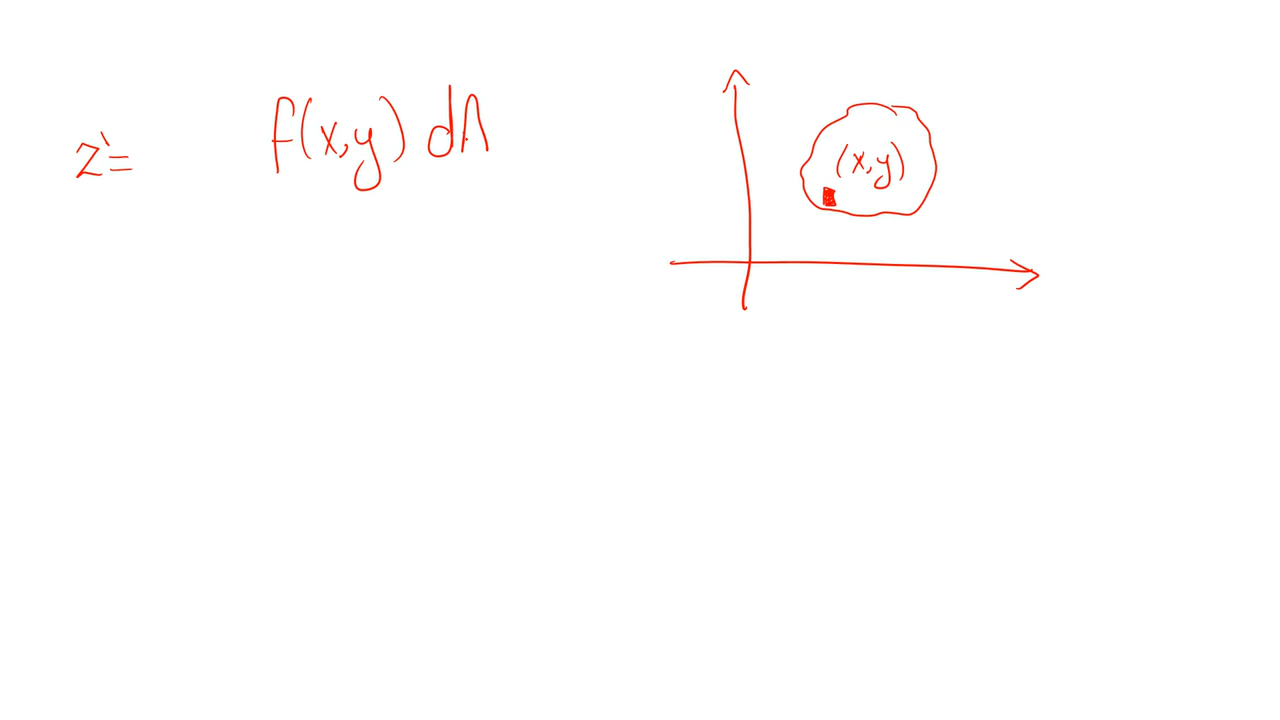 z = f(x,y) dA
(x,y)